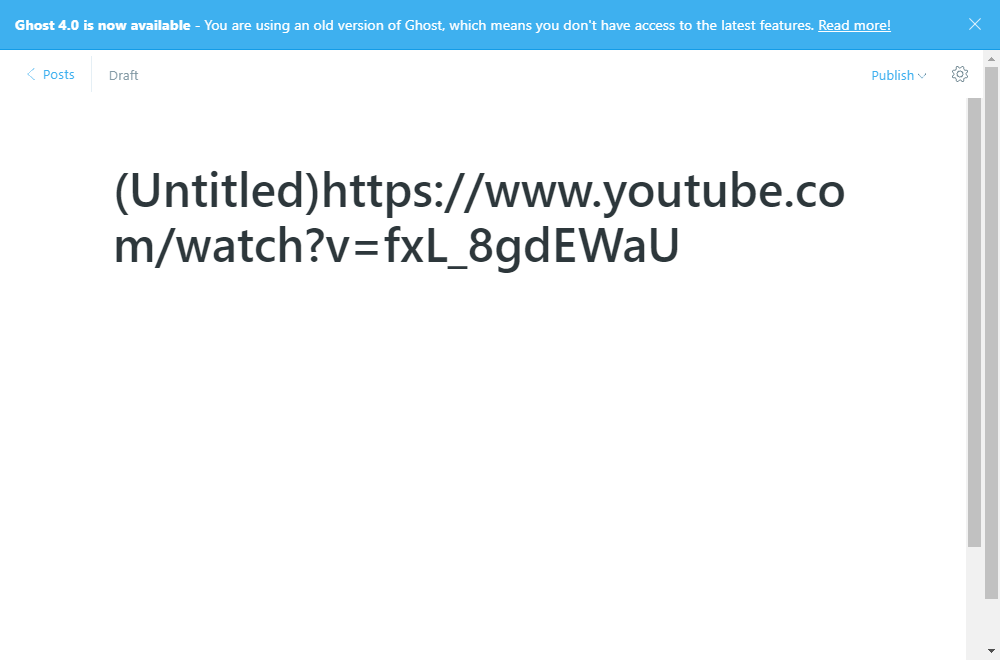 Ghost 4.0 is now available - You are using an old version of Ghost, which means you don't have access to the latest features. Read more!
Posts
Draft
Publish
(Untitled)https://www.youtube.co
m/watch?v=fxL_8gdEWaU